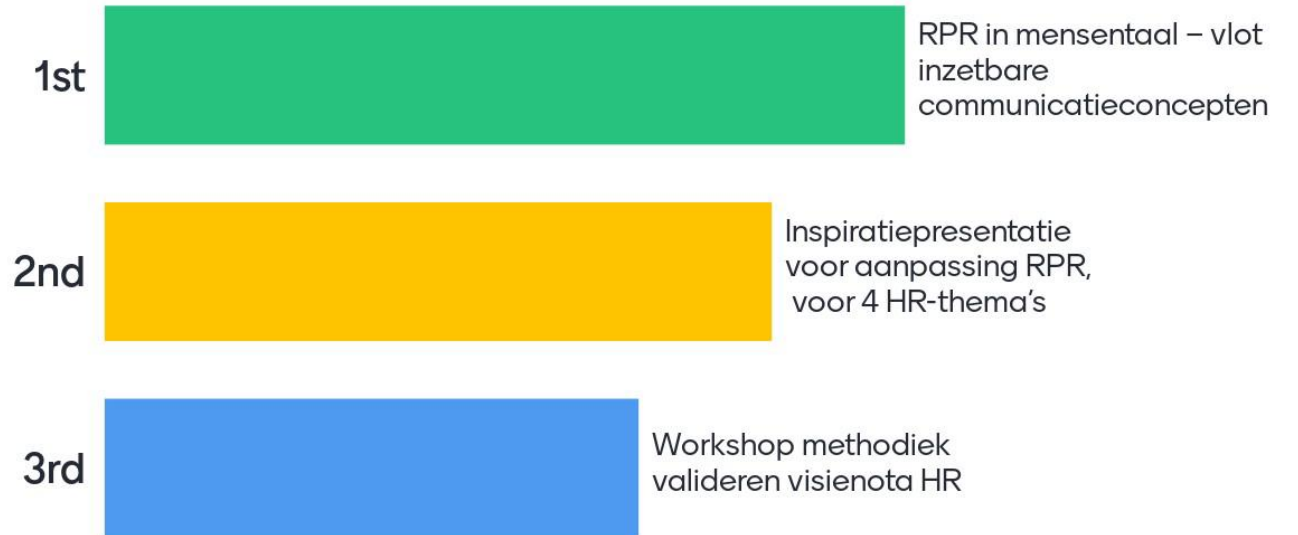 1st
RPR in mensentaal – vlot
inzetbare
communicatieconcepten
2nd
Inspiratiepresentatie
voor aanpassing RPR,
voor 4 HR-thema's
3rd
Workshop methodiek
valideren visienota HR